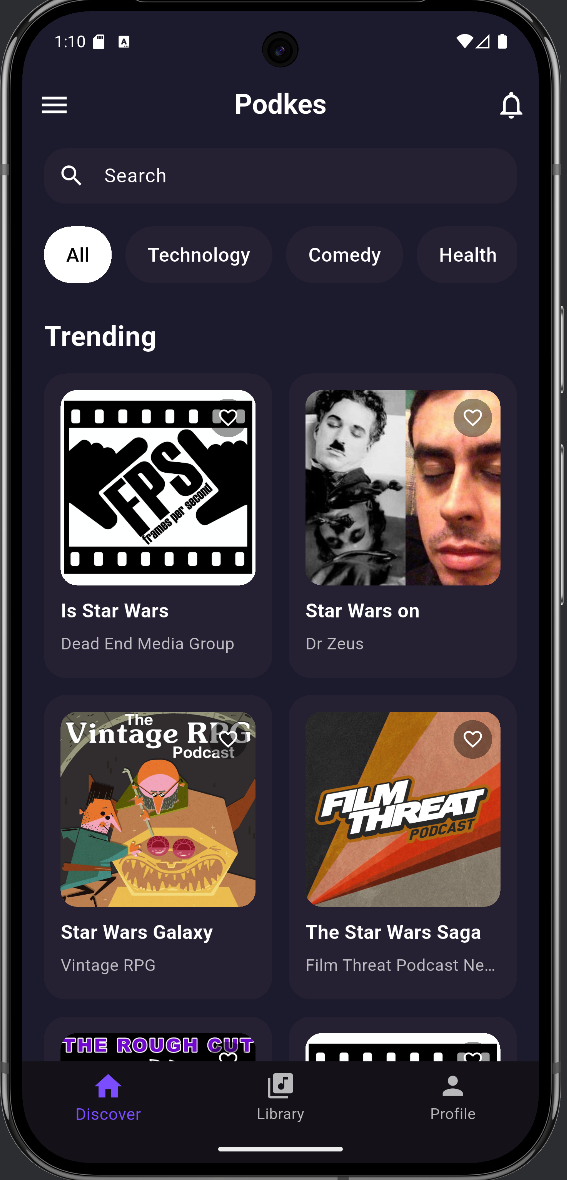 1:10
Podkes
Search
All Technology Comedy Health
Trending
FPS
frames per second
Is Star Wars
Dead End Media Group
Star Wars on
Dr Zeus
The
Vintage RPG
Podcast
Star Wars Galaxy
Vintage RPG
FILM
THREAT
PODCAST
The Star Wars Saga
Film Threat Podcast Ne...
THE ROUGH CUT
Discover Library Profile